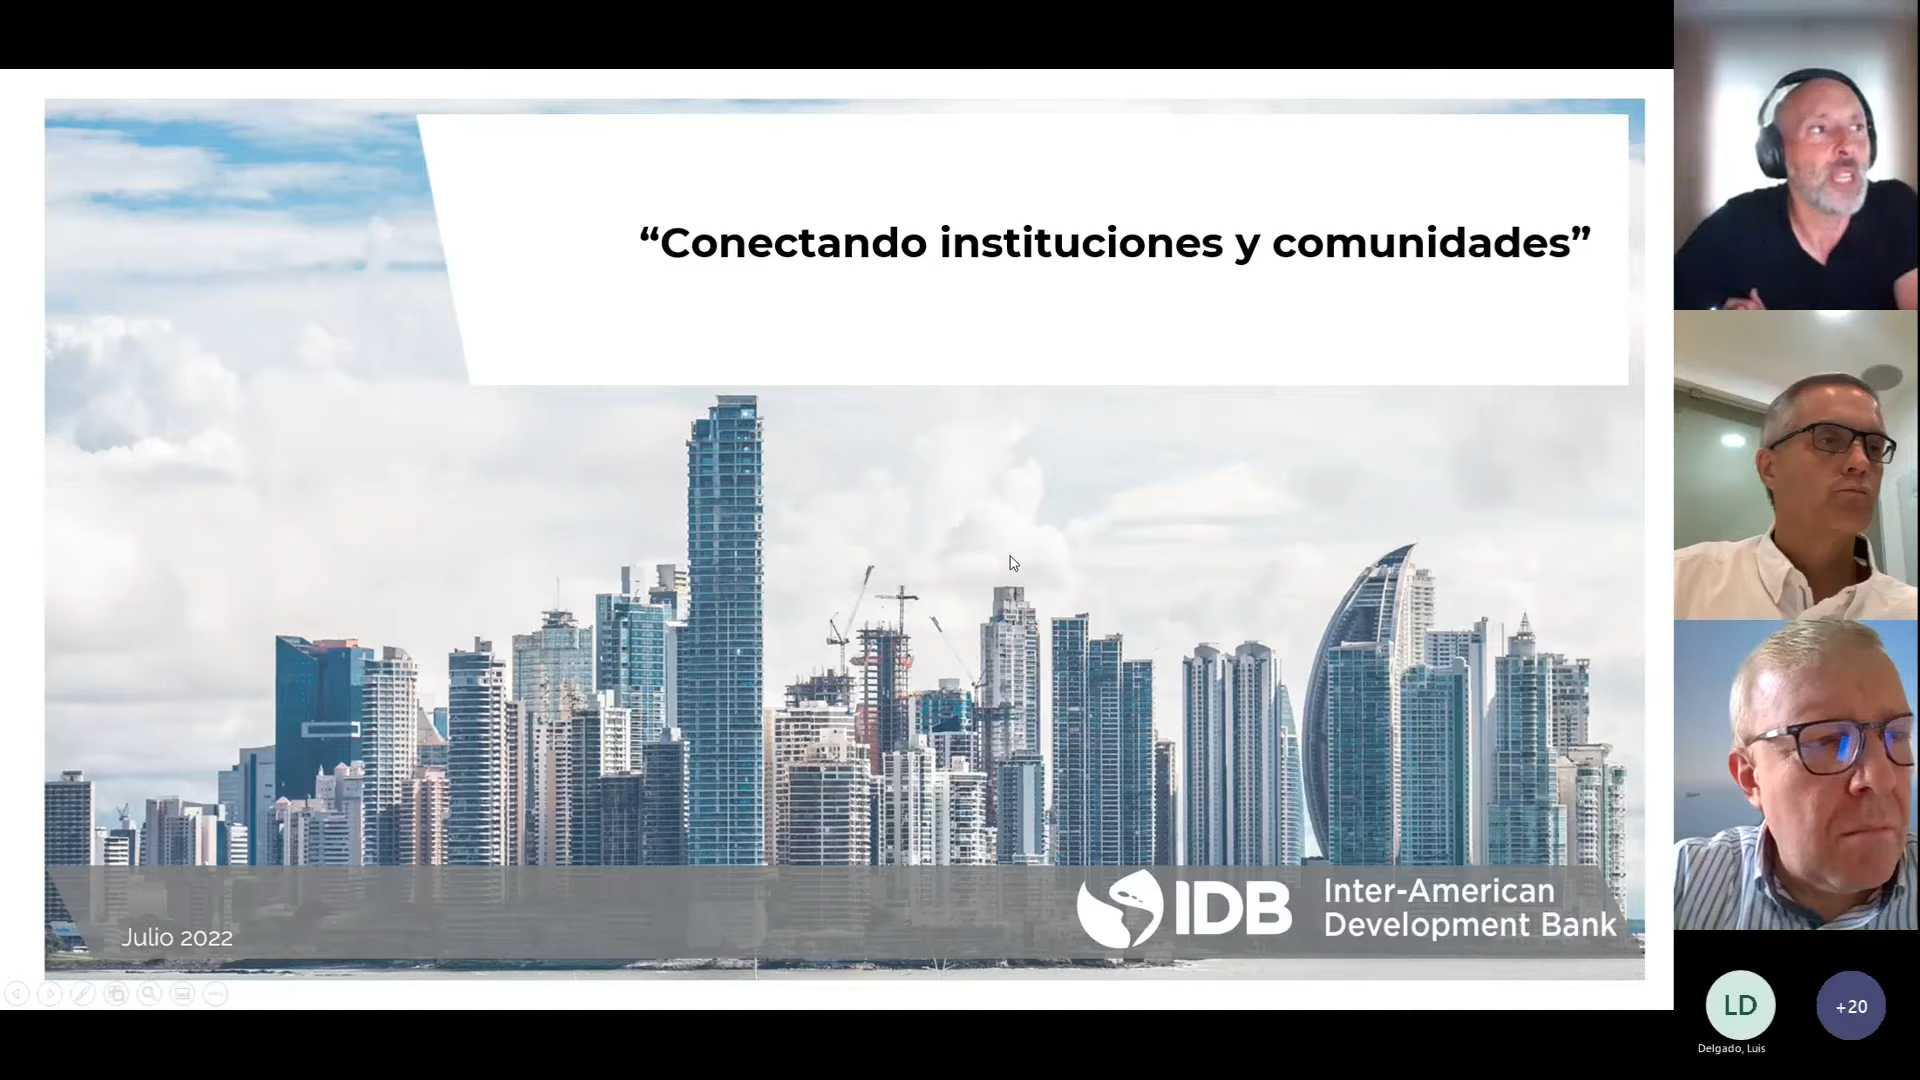 “Conectando instituciones y comunidades”
Julio 2022
IDB
Inter-American
Development Bank
LD
+20
Delgado, Luis